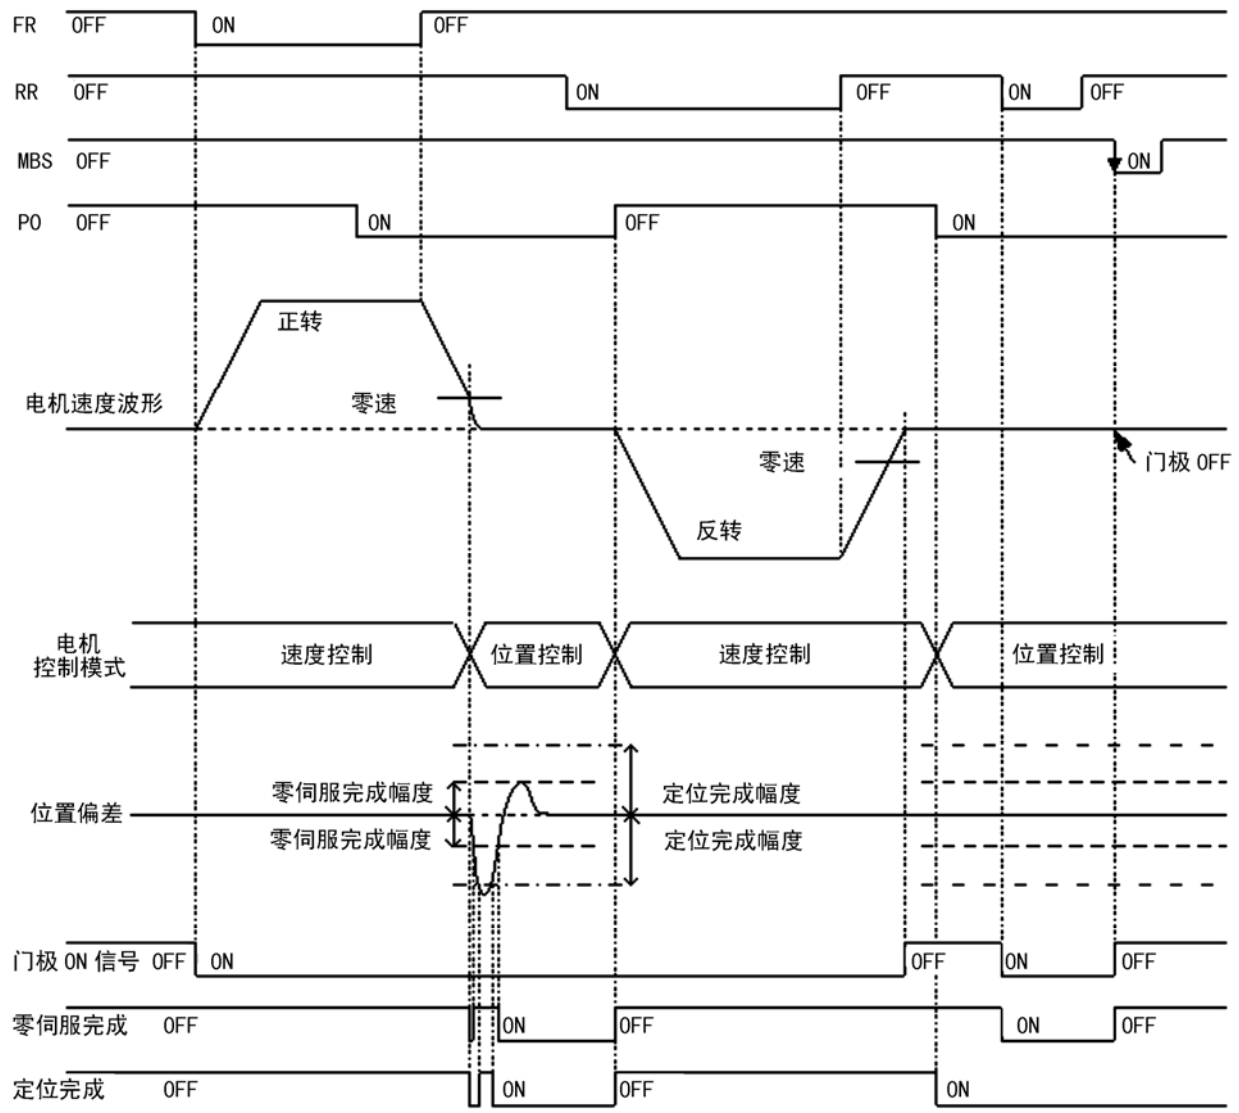 FR OFF ON OFF
RR OFF ON OFF ON OFF
MBS OFF ON
PO OFF ON OFF ON
正转
电机速度波形 零速
零速 门极 OFF
反转
电机
控制模式 速度控制 位置控制 速度控制 位置控制
零伺服完成幅度 定位完成幅度
位置偏差
零伺服完成幅度 定位完成幅度
门极 ON 信号 OFF ON OFF ON OFF
零伺服完成 OFF ON OFF ON OFF
定位完成 OFF ON OFF ON